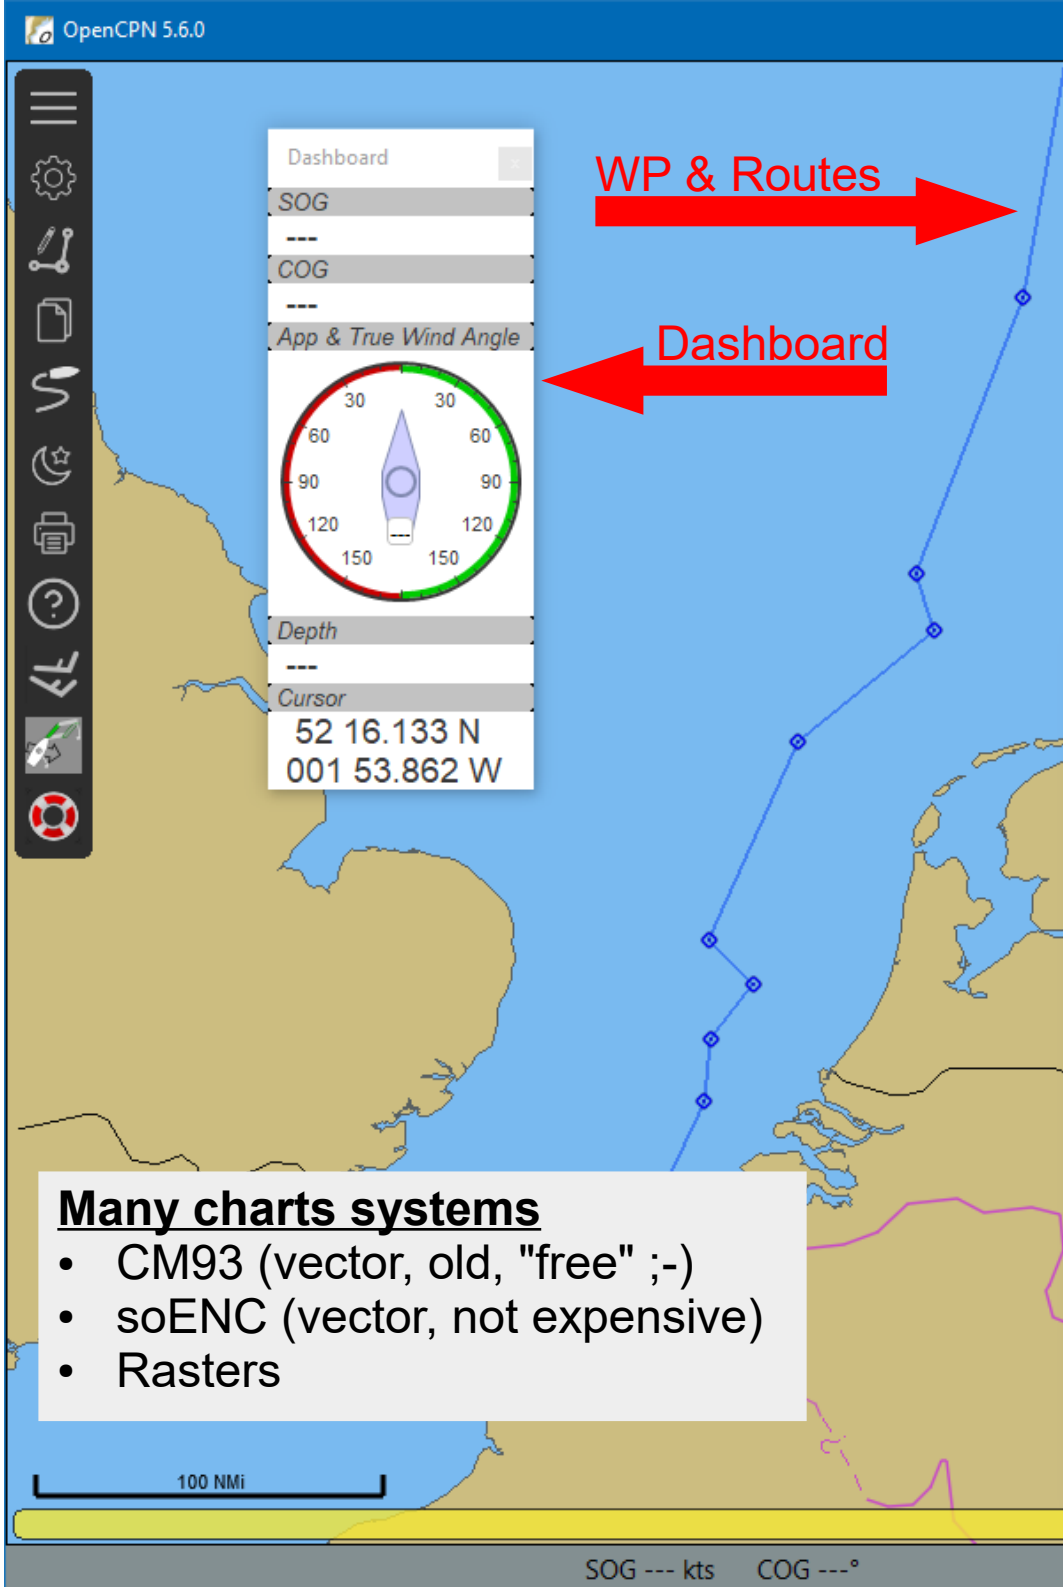 OpenCPN 5.6.0
Dashboard
x
SOG
---
COG
---
App & True Wind Angle
30 30
60 60
90 90
120 120
---
150 150
Depth
---
Cursor
52 16.133 N
001 53.862 W
WP & Routes
Dashboard
Many charts systems
• CM93 (vector, old, "free" ;-)
• soENC (vector, not expensive)
• Rasters
100 NMi
SOG --- kts COG ---°